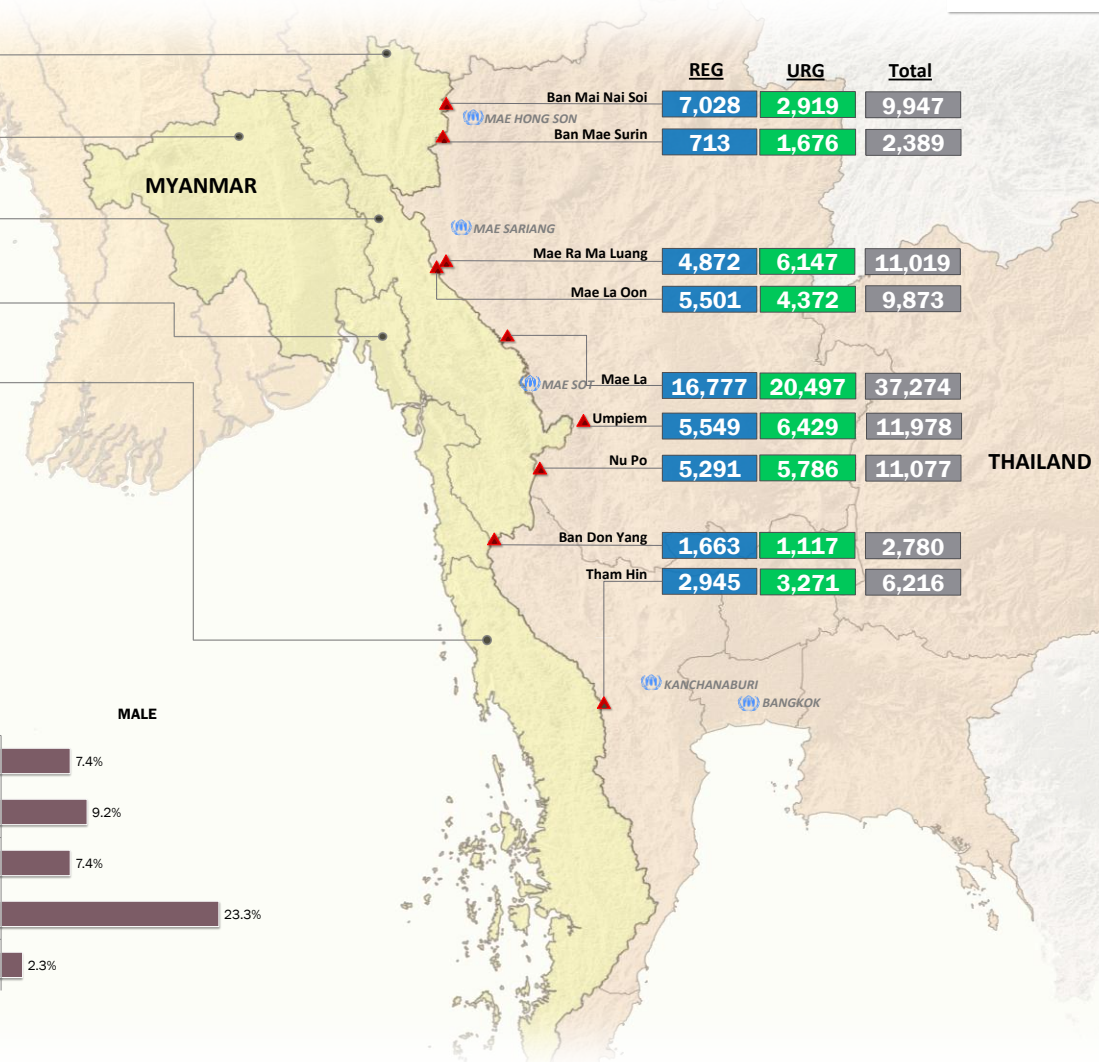 REG URG Total
Ban Mai Nai Soi 7,028 2,919 9,947
MAE HONG SON
Ban Mae Surin 713 1,676 2,389
MYANMAR
MAE SARIANG
Mae Ra Ma Luang 4,872 6,147 11,019
Mae La Oon 5,501 4,372 9,873
MAE SOT
Mae La 16,777 20,497 37,274
Umpiem 5,549 6,429 11,978
Nu Po 5,291 5,786 11,077
THAILAND
Ban Don Yang 1,663 1,117 2,780
Tham Hin 2,945 3,271 6,216
KANCHANABURI
BANGKOK
MALE
7.4%
9.2%
7.4%
23.3%
2.3%